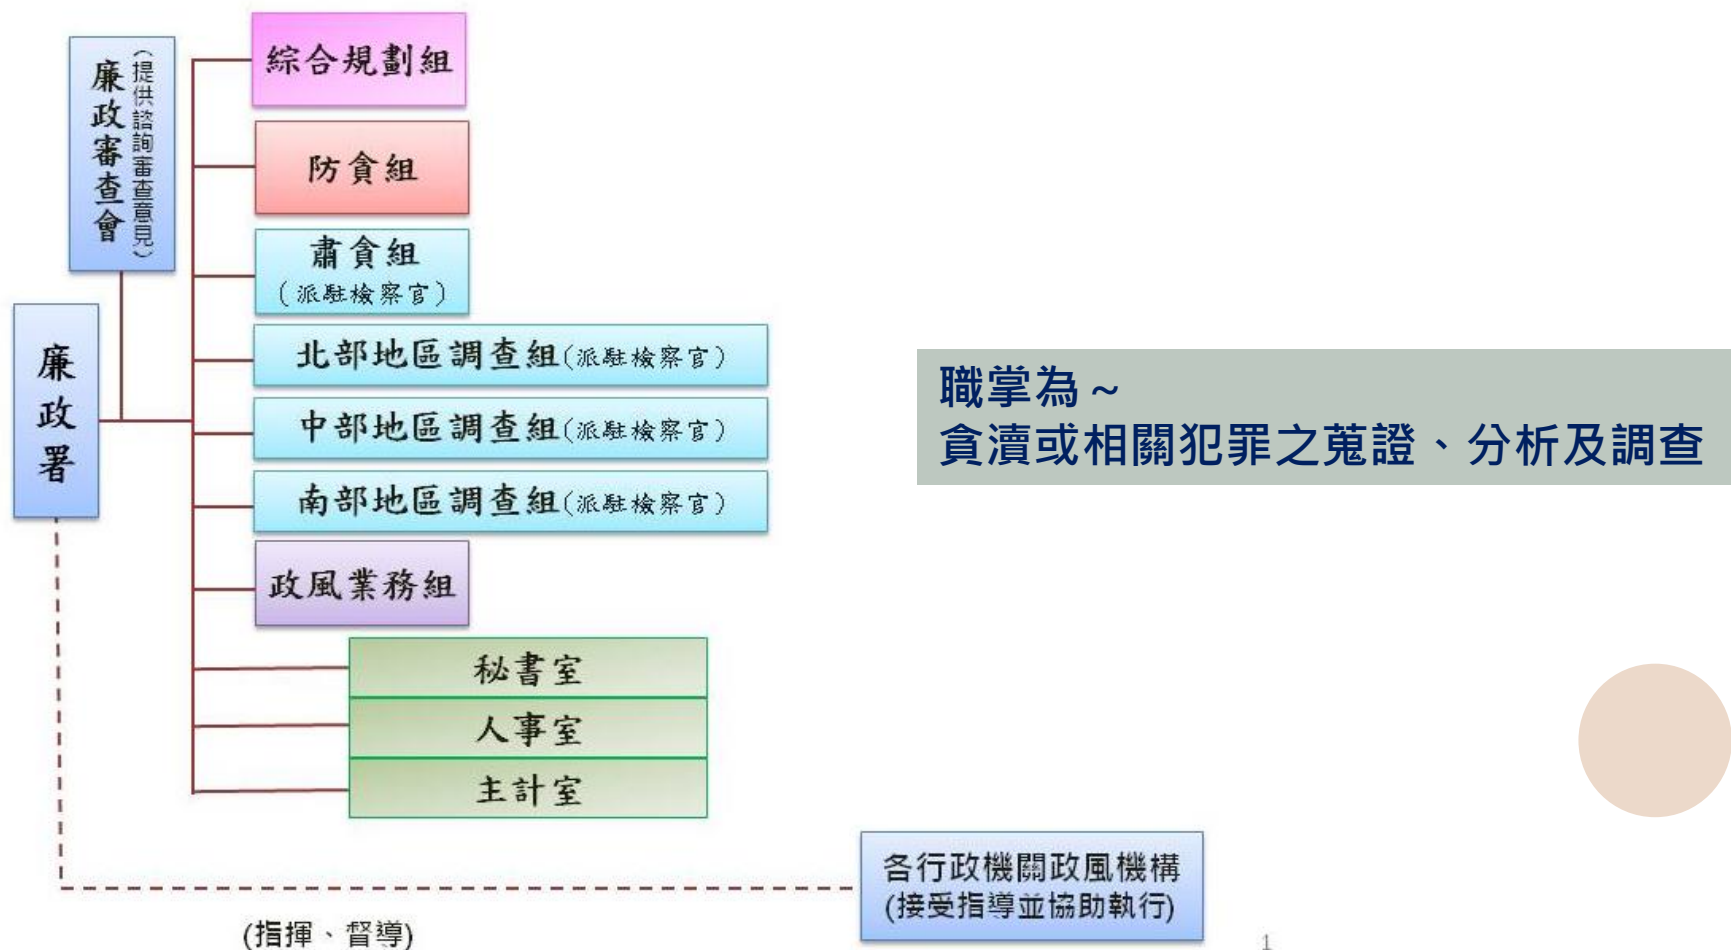 廉政審查會
（提供諮詢審查意見）
廉政署
綜合規劃組
防貪組
肅貪組
（派駐檢察官）
北部地區調查組（派駐檢察官）
中部地區調查組（派駐檢察官）
南部地區調查組（派駐檢察官）
政風業務組
秘書室
人事室
主計室
職掌為～
貪瀆或相關犯罪之蒐證、分析及調查
各行政機關政風機構
(接受指導並協助執行)
(指揮、督導)
1